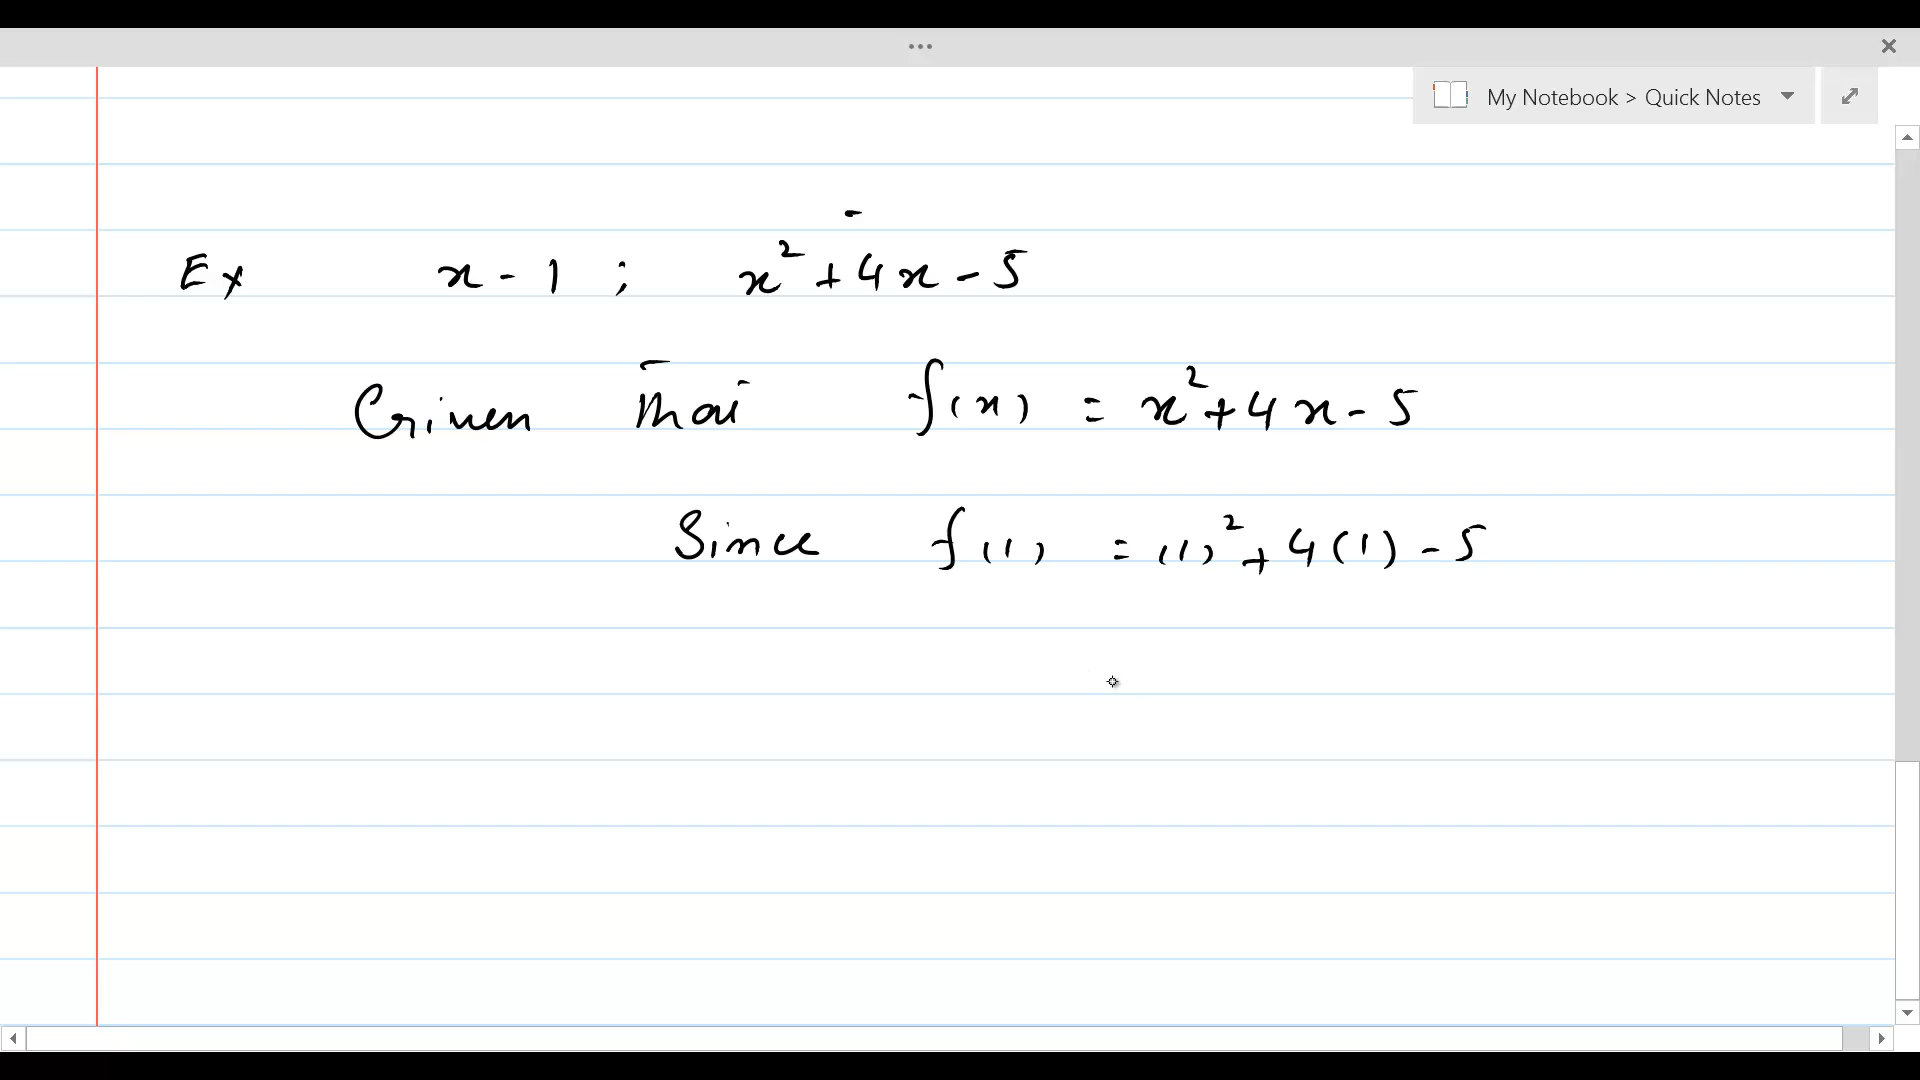 My Notebook > Quick Notes
Ex x - 1 ; x² + 4x - 5
Given that f(x) = x² + 4x - 5
Since f(1) = (1)² + 4(1) - 5